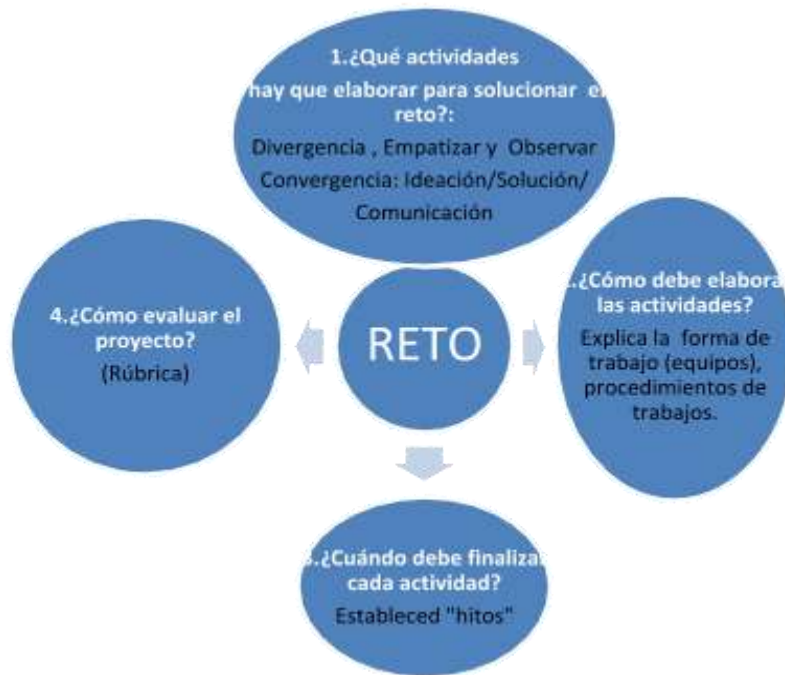 1.¿Qué actividades
hay que elaborar para solucionar e
reto?:
Divergencia , Empatizar y Observar
Convergencia: Ideación/Solución/
Comunicación
.¿Cómo debe elabora
las actividades?
Explica la forma de
trabajo (equipos),
procedimientos de
trabajos.
.¿Cuándo debe finaliza
cada actividad?
Estableced "hitos"
4.¿Cómo evaluar el
proyecto?
(Rúbrica)
RETO